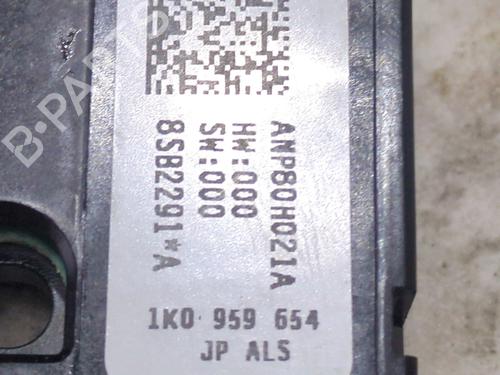 ANP80H021A
HW:000
SW:000
8SB2291*A
1K0 959 654
JP ALS
B-PARTS